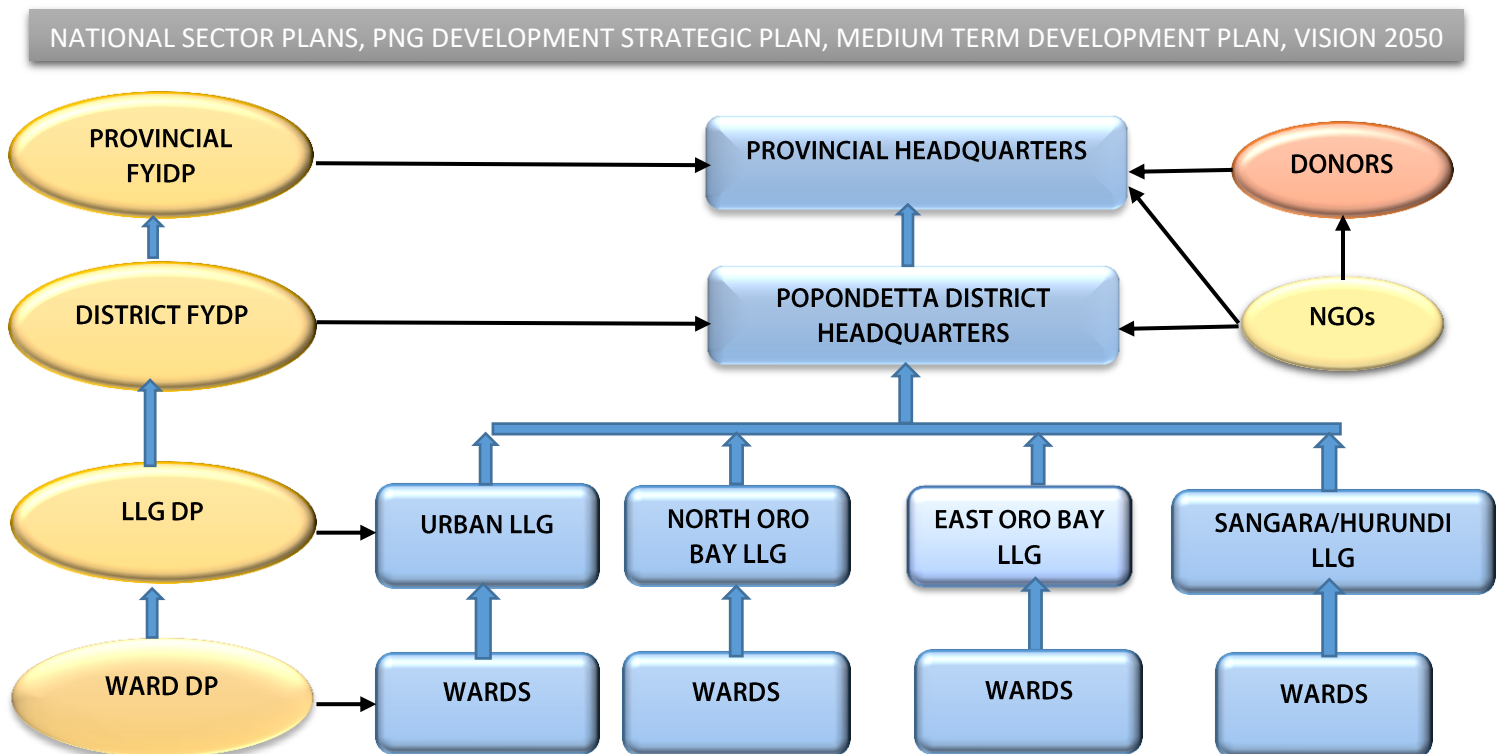 NATIONAL SECTOR PLANS, PNG DEVELOPMENT STRATEGIC PLAN, MEDIUM TERM DEVELOPMENT PLAN, VISION 2050
PROVINCIAL
FYIDP
PROVINCIAL HEADQUARTERS
DONORS
DISTRICT FYDP
POPONDETTA DISTRICT
HEADQUARTERS
NGOs
LLG DP
URBAN LLG
NORTH ORO
BAY LLG
EAST ORO BAY
LLG
SANGARA/HURUNDI
LLG
WARD DP
WARDS
WARDS
WARDS
WARDS